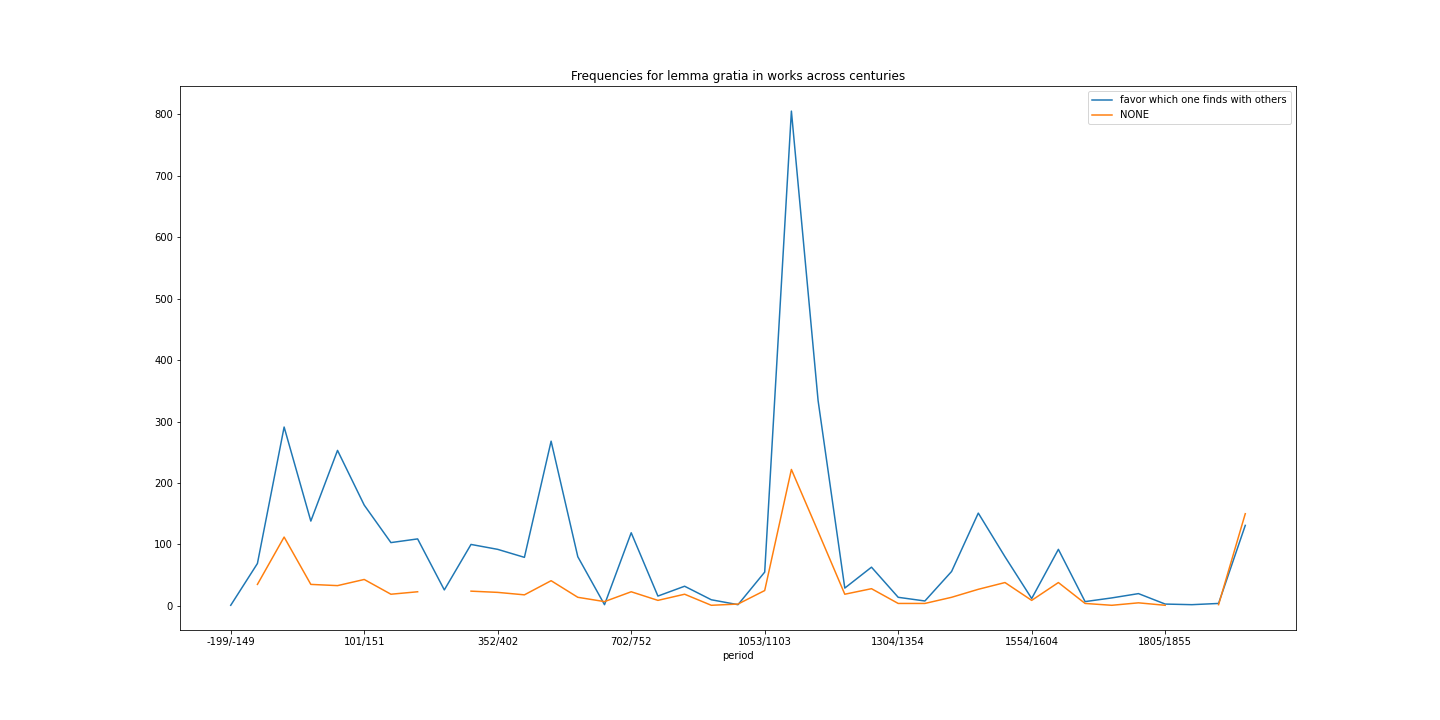 Frequencies for lemma gratia in works across centuries
favor which one finds with others
NONE
800
700
600
500
400
300
200
100
0
-199/-149 101/151 352/402 702/752 1053/1103 1304/1354 1554/1604 1805/1855
period